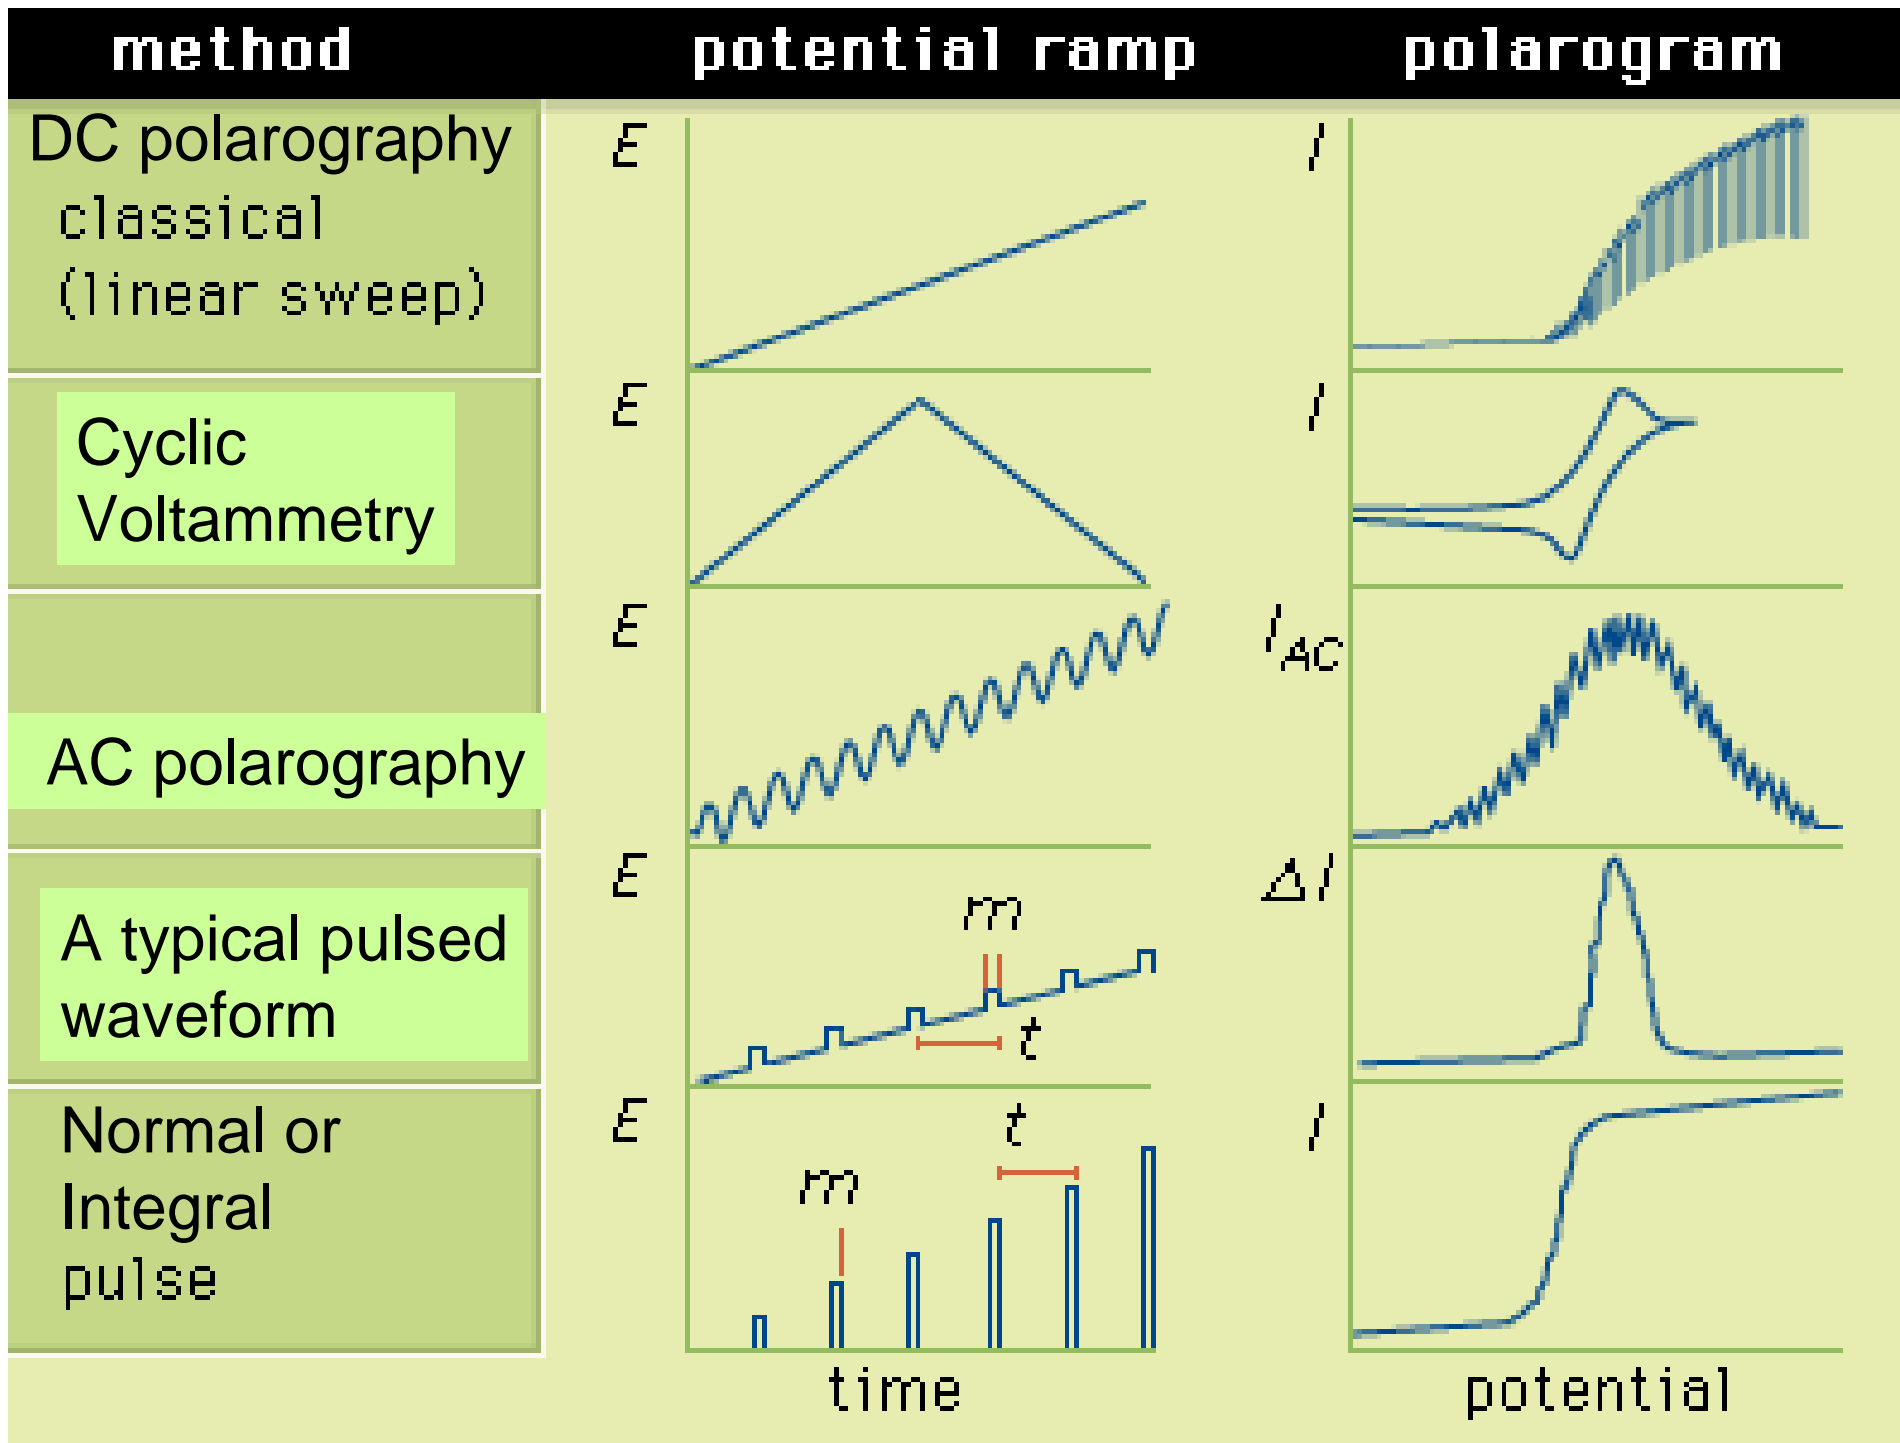 method potential ramp polarogram
DC polarography
classical
(linear sweep)
E
I
Cyclic
Voltammetry
E
I
AC polarography
E
I AC
A typical pulsed
waveform
E
m
t
ΔI
Normal or
Integral
pulse
E
m
t
I
time
potential